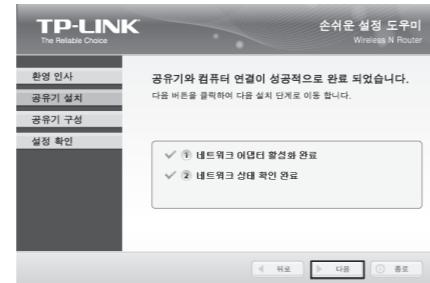 TP-LINK
The Reliable Choice
손쉬운 설정 도우미
Wireless N Router
환영 인사
공유기 설치
공유기 구성
설정 확인
공유기와 컴퓨터 연결이 성공적으로 완료 되었습니다.
다음 버튼을 클릭하여 다음 설치 단계로 이동 합니다.
① 네트워크 어댑터 활성화 완료
② 네트워크 상태 확인 완료
뒤로
다음
종료